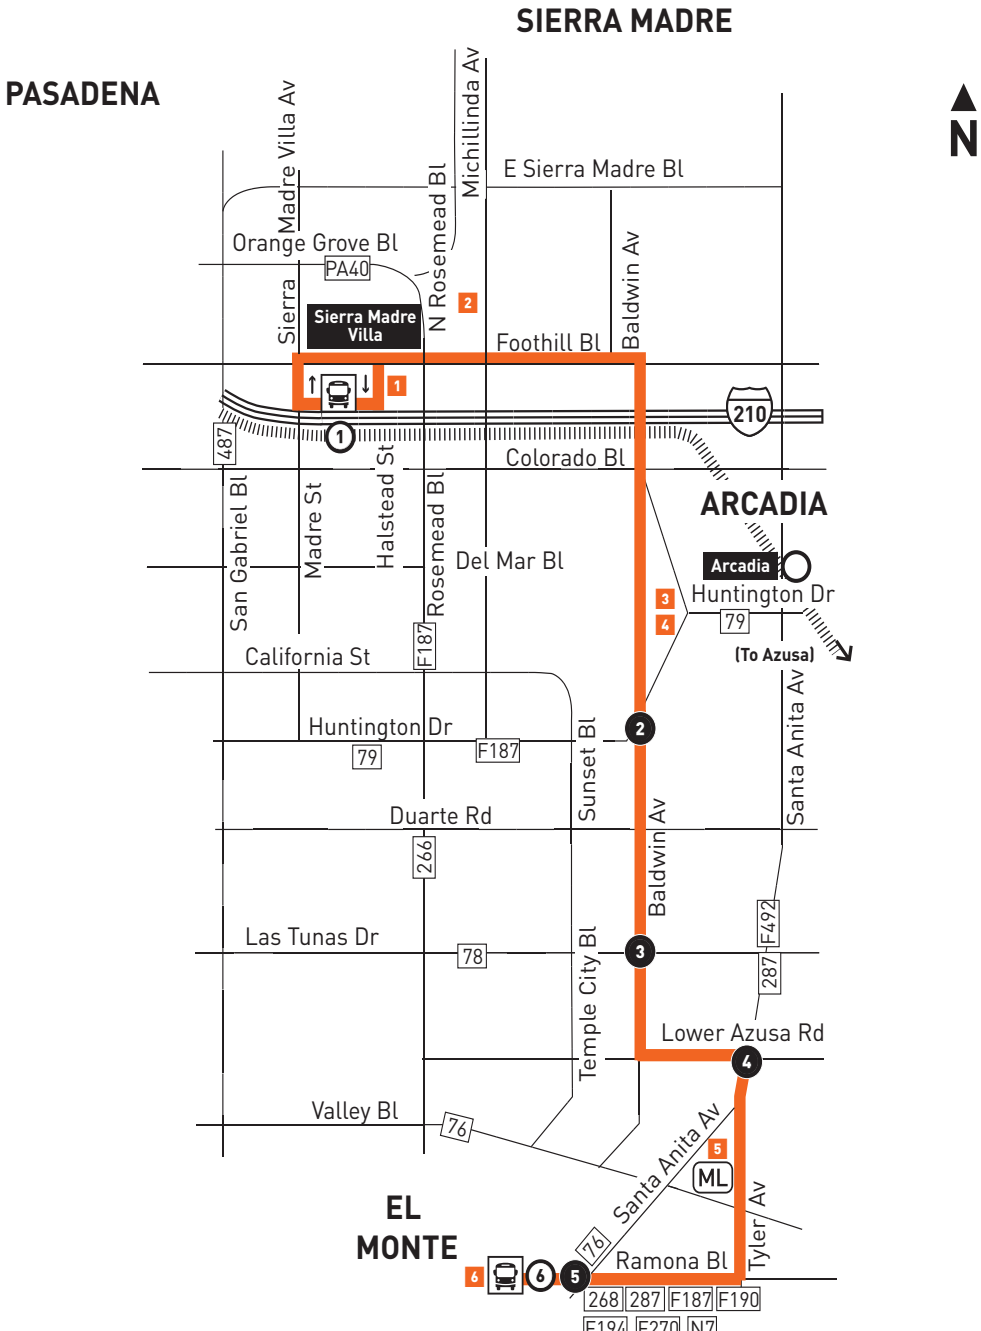 SIERRA MADRE
PASADENA
N
Sierra Madre Villa Av
N Rosemead Bl
Michillinda Av
E Sierra Madre Bl
Orange Grove Bl
PA40
Baldwin Av
2
Sierra Madre
Villa
Foothill Bl
1
210
1
487
Colorado Bl
San Gabriel Bl
Madre St
Halstead St
Rosemead Bl
ARCADIA
Del Mar Bl
Arcadia
Huntington Dr
3
4
79
F187
(To Azusa)
California St
Santa Anita Av
Huntington Dr
79
F187
Sunset Bl
2
Duarte Rd
266
Baldwin Av
F492
Las Tunas Dr
78
Temple City Bl
3
287
Lower Azusa Rd
4
Valley Bl
76
Santa Anita Av
5
ML
EL
MONTE
76
Ramona Bl
Tyler Av
6
6
5
268
287
F187
F190
F194
F270
N7